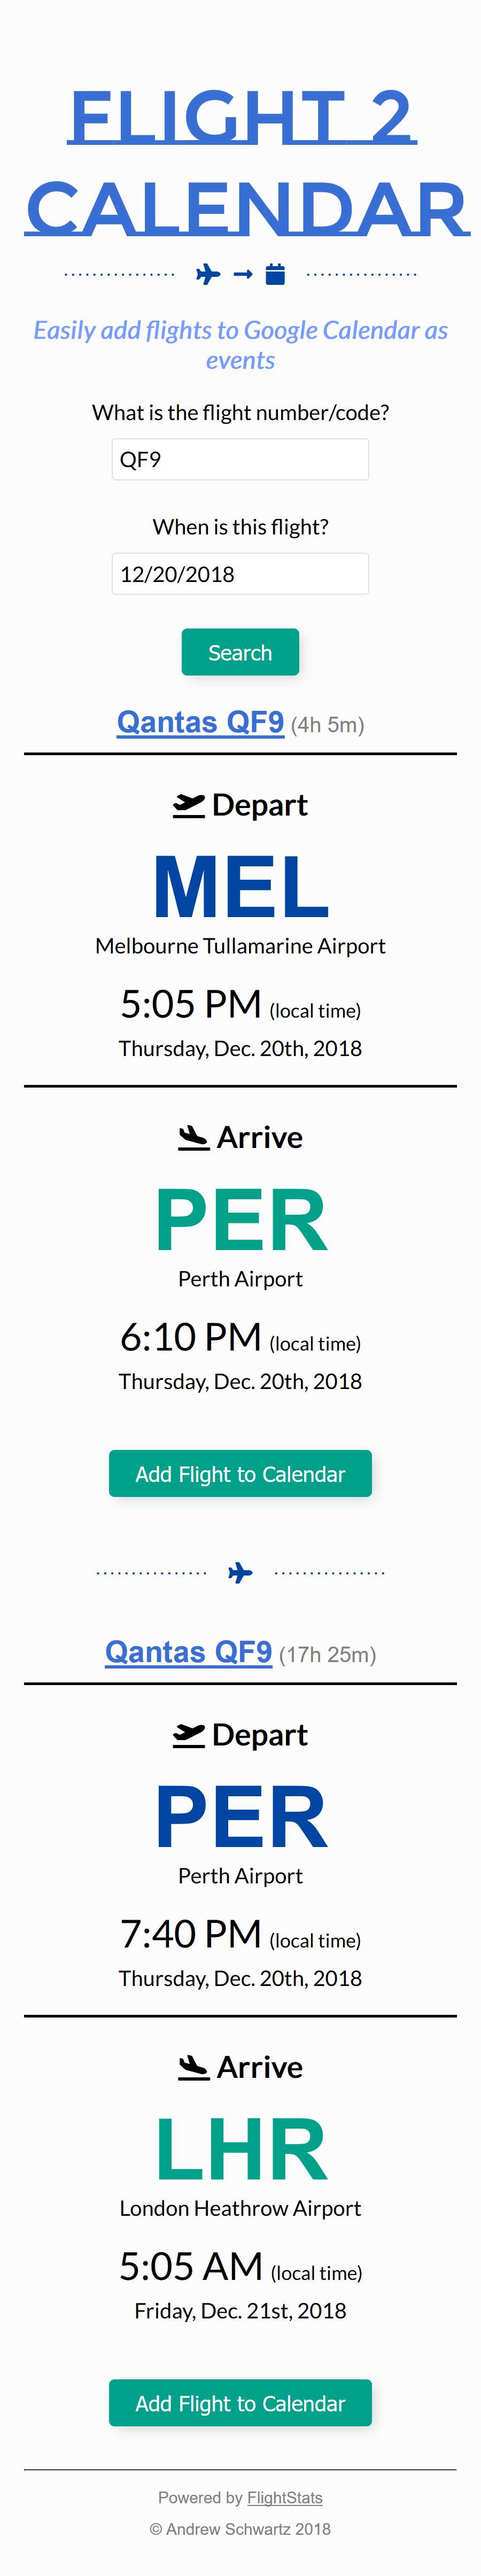 FLIGHT 2
CALENDAR
Easily add flights to Google Calendar as
events
What is the flight number/code?
QF9
When is this flight?
12/20/2018
Search
Qantas QF9 (4h 5m)
Depart
MEL
Melbourne Tullamarine Airport
5:05 PM (local time)
Thursday, Dec. 20th, 2018
Arrive
PER
Perth Airport
6:10 PM (local time)
Thursday, Dec. 20th, 2018
Add Flight to Calendar
Qantas QF9 (17h 25m)
Depart
PER
Perth Airport
7:40 PM (local time)
Thursday, Dec. 20th, 2018
Arrive
LHR
London Heathrow Airport
5:05 AM (local time)
Friday, Dec. 21st, 2018
Add Flight to Calendar
Powered by FlightStats
© Andrew Schwartz 2018